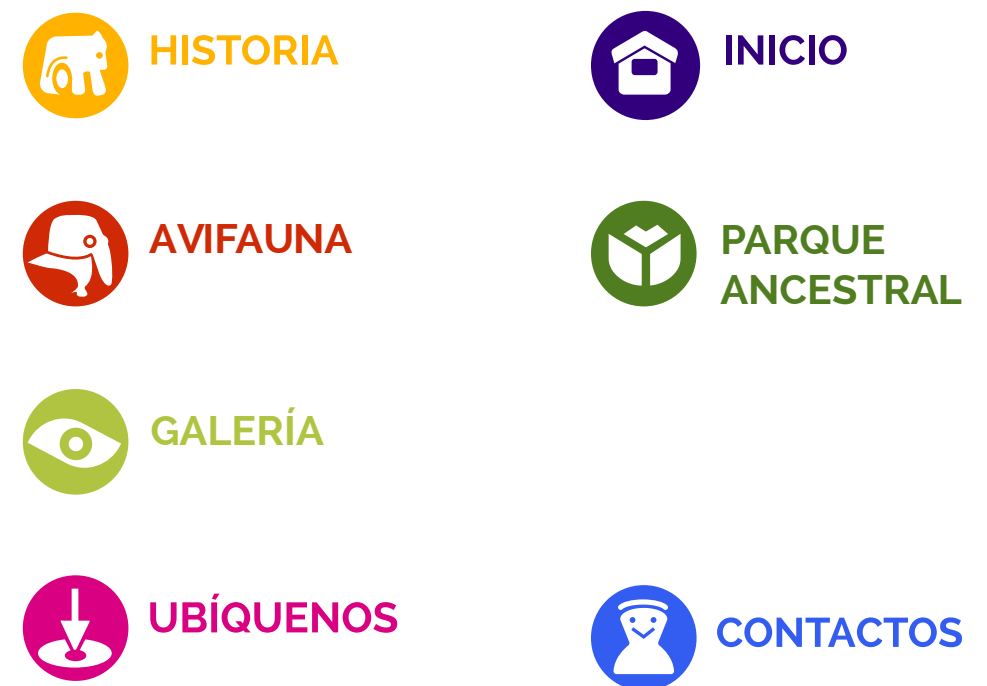 HISTORIA
INICIO
AVIFAUNA
PARQUE
ANCESTRAL
GALERÍA
UBÍQUENOS
CONTACTOS